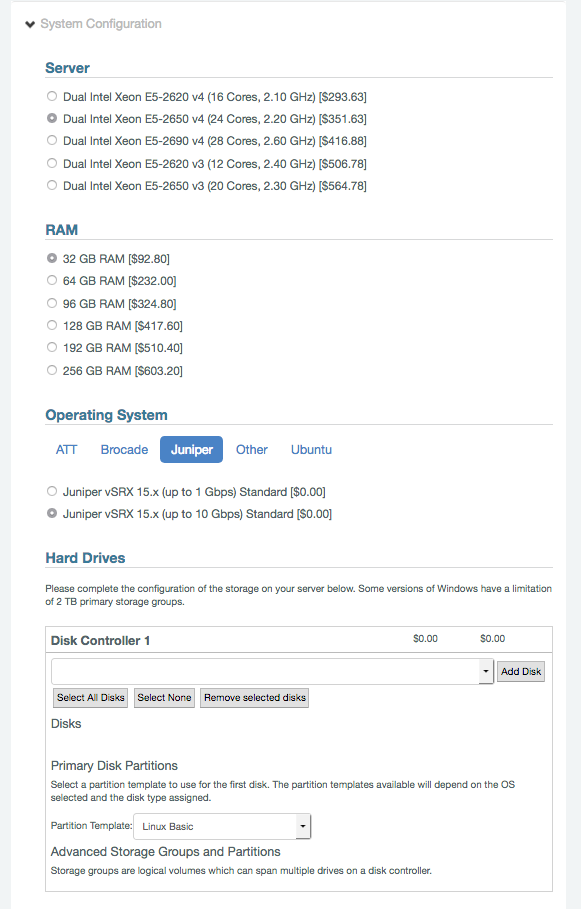 System Configuration
Server
Dual Intel Xeon E5-2620 v4 (16 Cores, 2.10 GHz) [$293.63]
Dual Intel Xeon E5-2650 v4 (24 Cores, 2.20 GHz) [$351.63]
Dual Intel Xeon E5-2690 v4 (28 Cores, 2.60 GHz) [$416.88]
Dual Intel Xeon E5-2620 v3 (12 Cores, 2.40 GHz) [$506.78]
Dual Intel Xeon E5-2650 v3 (20 Cores, 2.30 GHz) [$564.78]
RAM
32 GB RAM [$92.80]
64 GB RAM [$232.00]
96 GB RAM [$324.80]
128 GB RAM [$417.60]
192 GB RAM [$510.40]
256 GB RAM [$603.20]
Operating System
ATT Brocade Juniper Other Ubuntu
Juniper vSRX 15.x (up to 1 Gbps) Standard [$0.00]
Juniper vSRX 15.x (up to 10 Gbps) Standard [$0.00]
Hard Drives
Please complete the configuration of the storage on your server below. Some versions of Windows have a limitation
of 2 TB primary storage groups.
Disk Controller 1 $0.00 $0.00
Add Disk
Select All Disks Select None Remove selected disks
Disks
Primary Disk Partitions
Select a partition template to use for the first disk. The partition templates available will depend on the OS
selected and the disk type assigned.
Partition Template: Linux Basic
Advanced Storage Groups and Partitions
Storage groups are logical volumes which can span multiple drives on a disk controller.